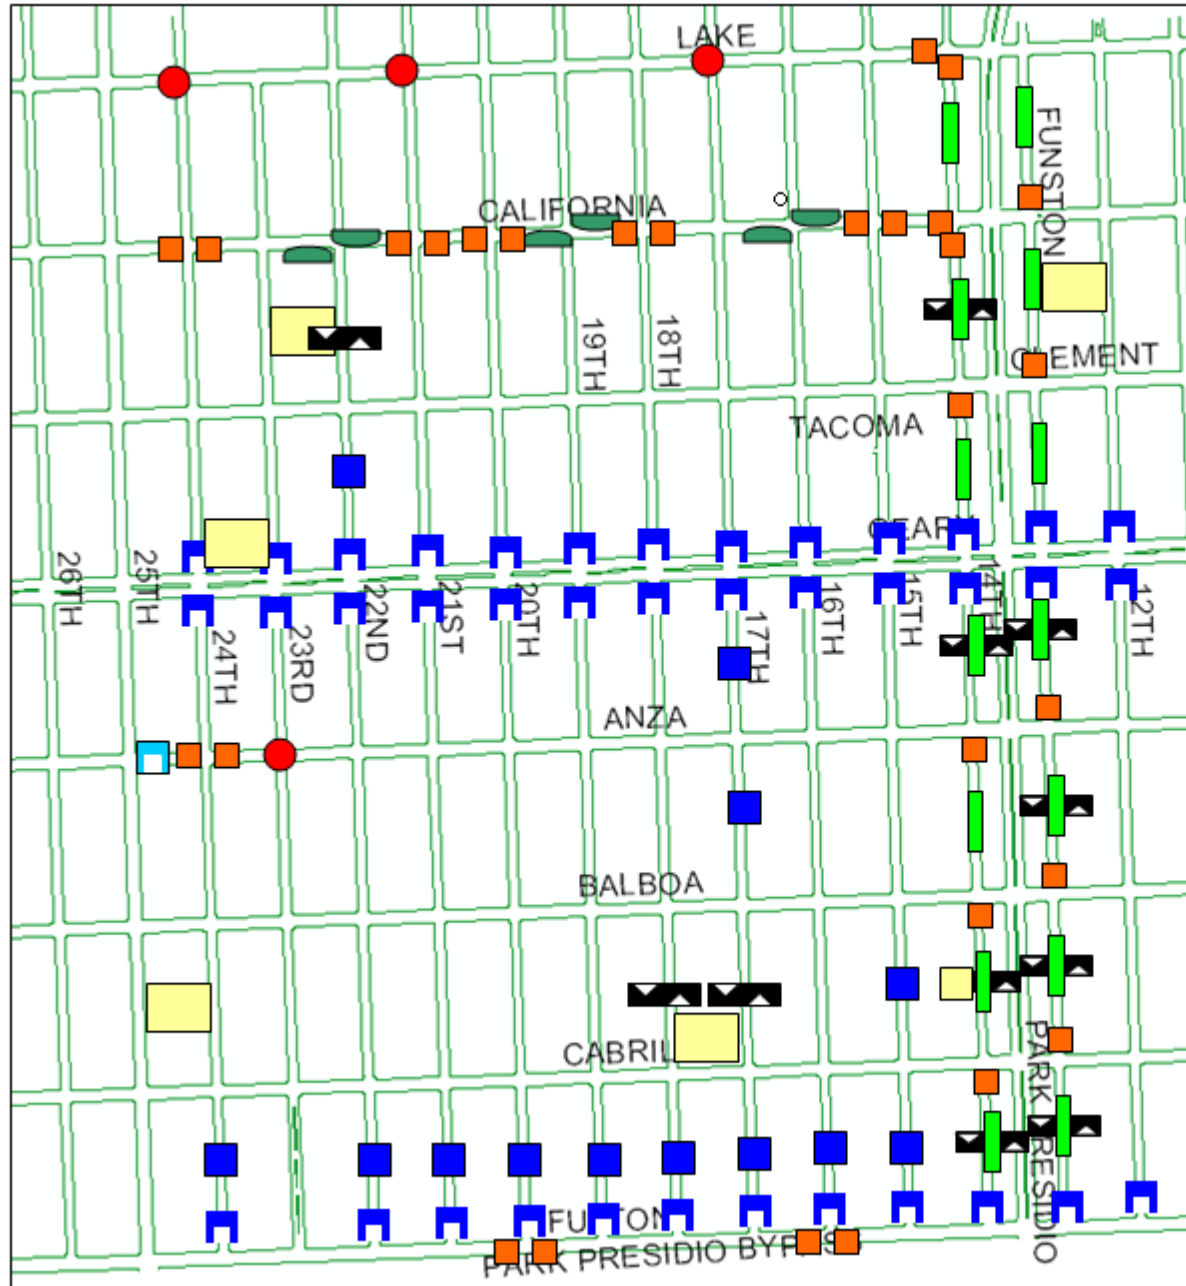 LAKE
FUNSTON
CALIFORNIA
19TH
18TH
CLEMENT
TACOMA
GEARY
26TH
25TH
24TH
23RD
22ND
21ST
20TH
17TH
16TH
15TH
14TH
12TH
ANZA
BALBOA
CABRIL
PARK PRESIDIO
FULTON
PARK PRESIDIO BYPASS